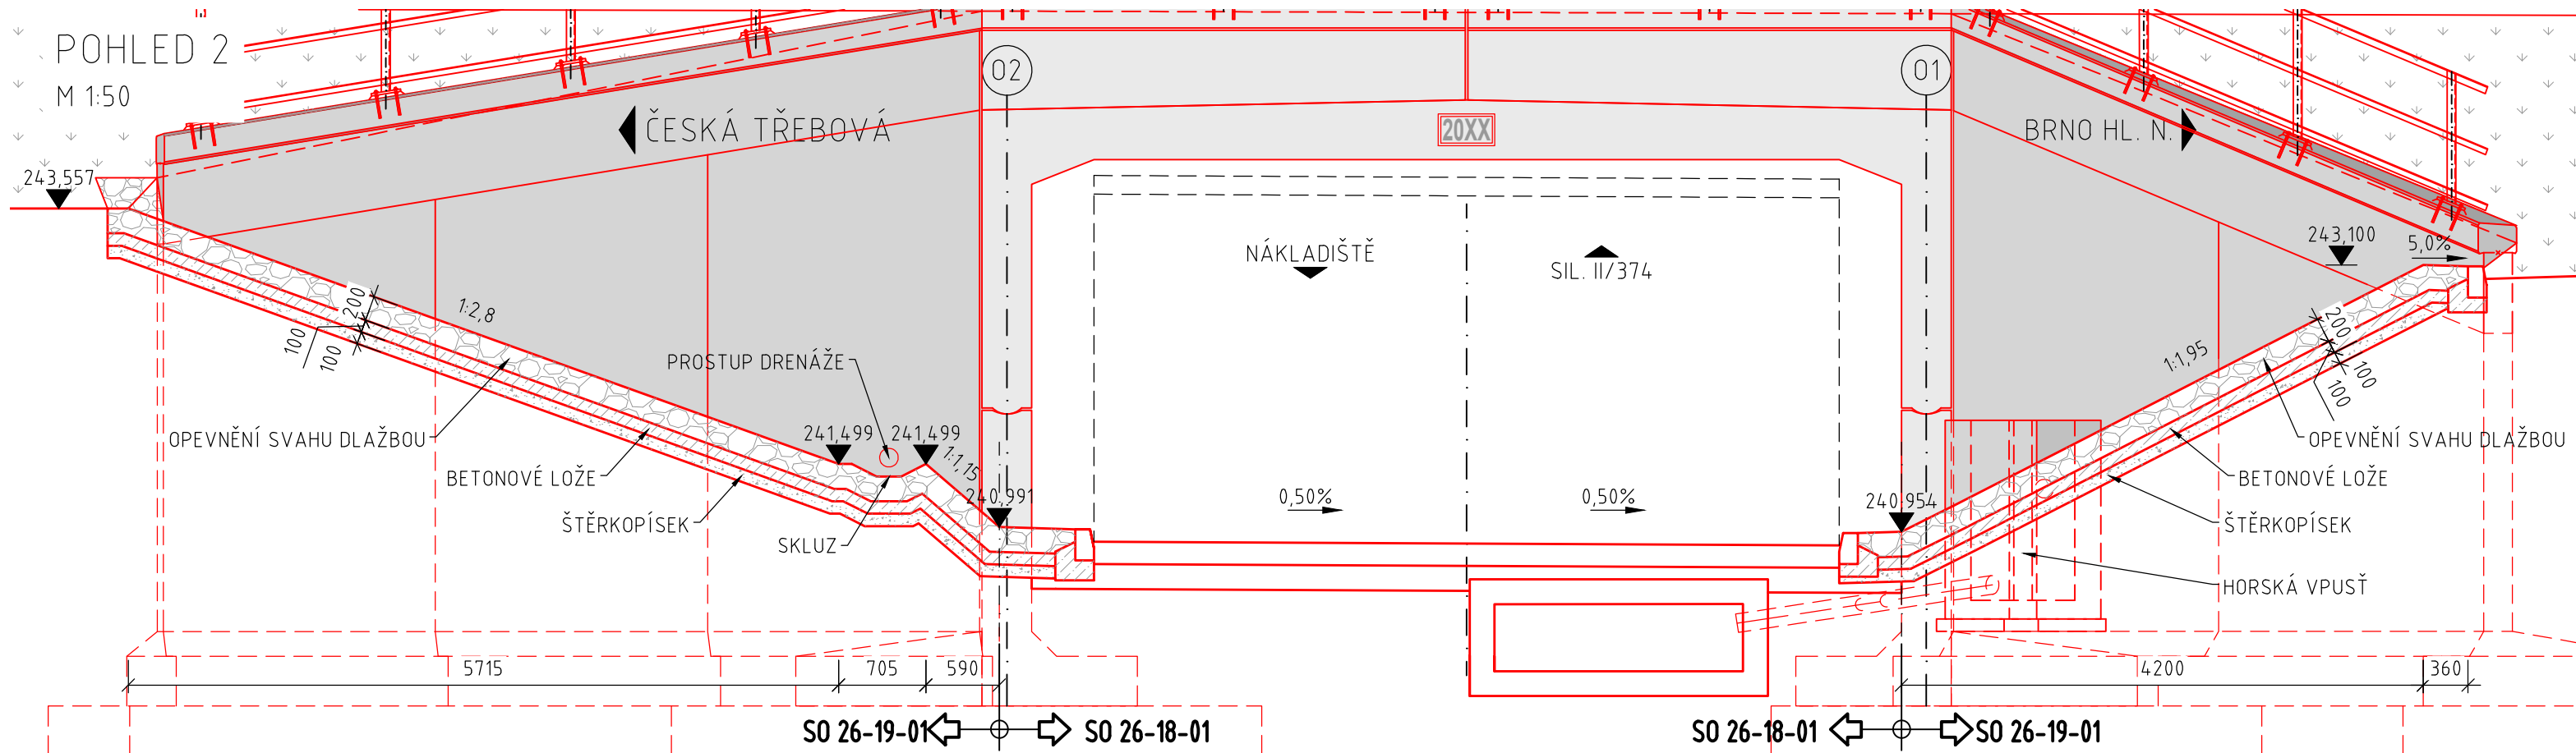 POHLED 2
M 1:50
O2
O1
ČESKÁ TŘEBOVÁ
20XX
BRNO HL. N.
243,557
NÁKLADIŠTĚ
SIL. II/374
243,100
5,0%
1:2,8
200
100
100
PROSTUP DRENÁŽE
1:1,95
200
100
100
OPEVNĚNÍ SVAHU DLAŽBOU
241,499
241,499
1:1,15
OPEVNĚNÍ SVAHU DLAŽBOU
BETONOVÉ LOŽE
BETONOVÉ LOŽE
240,991
0,50%
0,50%
240,954
ŠTĚRKOPÍSEK
ŠTĚRKOPÍSEK
SKLUZ
HORSKÁ VPUSŤ
5715
705
590
4200
360
SO 26-19-01
SO 26-18-01
SO 26-18-01
SO 26-19-01